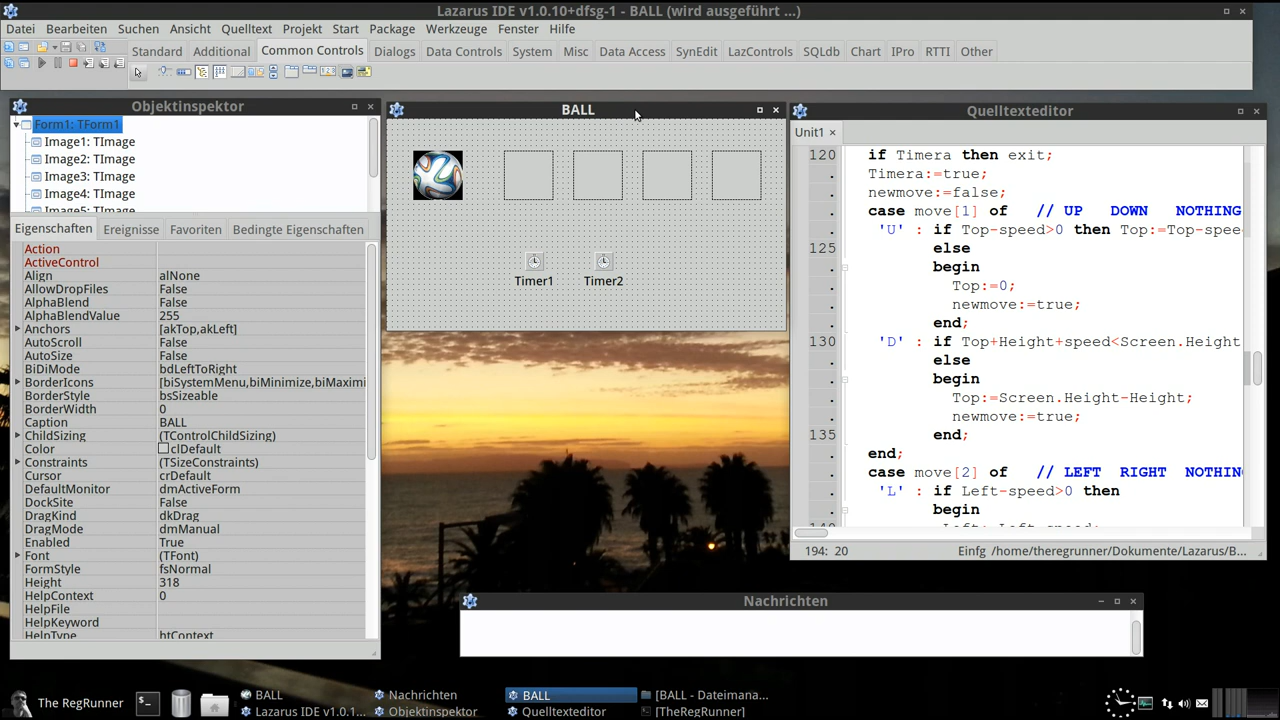 Lazarus IDE v1.0.10+dfsg-1 - BALL (wird ausgeführt ...)
Datei Bearbeiten Suchen Ansicht Quelltext Projekt Start Package Werkzeuge Fenster Hilfe
Standard Additional Common Controls Dialogs Data Controls System Misc Data Access SynEdit LazControls SQLdb Chart IPro RTTI Other
Objektinspektor
Form1: TForm1
Image1: TImage
Image2: TImage
Image3: TImage
Image4: TImage
Image5: TImage
Eigenschaften Ereignisse Favoriten Bedingte Eigenschaften
Action
ActiveControl
Align alNone
AllowDropFiles False
AlphaBlend False
AlphaBlendValue 255
Anchors [akTop,akLeft]
AutoScroll False
AutoSize False
BiDiMode bdLeftToRight
BorderIcons [biSystemMenu,biMinimize,biMaximi
BorderStyle bsSizeable
BorderWidth 0
Caption BALL
ChildSizing (TControlChildSizing)
Color clDefault
Constraints (TSizeConstraints)
Cursor crDefault
DefaultMonitor dmActiveForm
DockSite False
DragKind dkDrag
DragMode dmManual
Enabled True
Font (TFont)
FormStyle fsNormal
Height 318
HelpContext 0
HelpFile
HelpKeyword
HelpType htContext
BALL
Timer1 Timer2
Quelltexteditor
Unit1
120 if Timera then exit;
. Timera:=true;
. newmove:=false;
. case move[1] of // UP DOWN NOTHING
. 'U' : if Top-speed>0 then Top:=Top-spee
125 else
. begin
. Top:=0;
. newmove:=true;
. end;
130 'D' : if Top+Height+speed<Screen.Height
. else
. begin
. Top:=Screen.Height-Height;
. newmove:=true;
135 end;
. end;
. case move[2] of // LEFT RIGHT NOTHING
. 'L' : if Left-speed>0 then
. begin
140 Left:=Left-speed;
194: 20 Einfg /home/theregrunner/Dokumente/Lazarus/B...
Nachrichten
The RegRunner
BALL
Lazarus IDE v1.0.1...
Nachrichten
Objektinspektor
BALL
Quelltexteditor
[BALL - Dateimana...
[TheRegRunner]